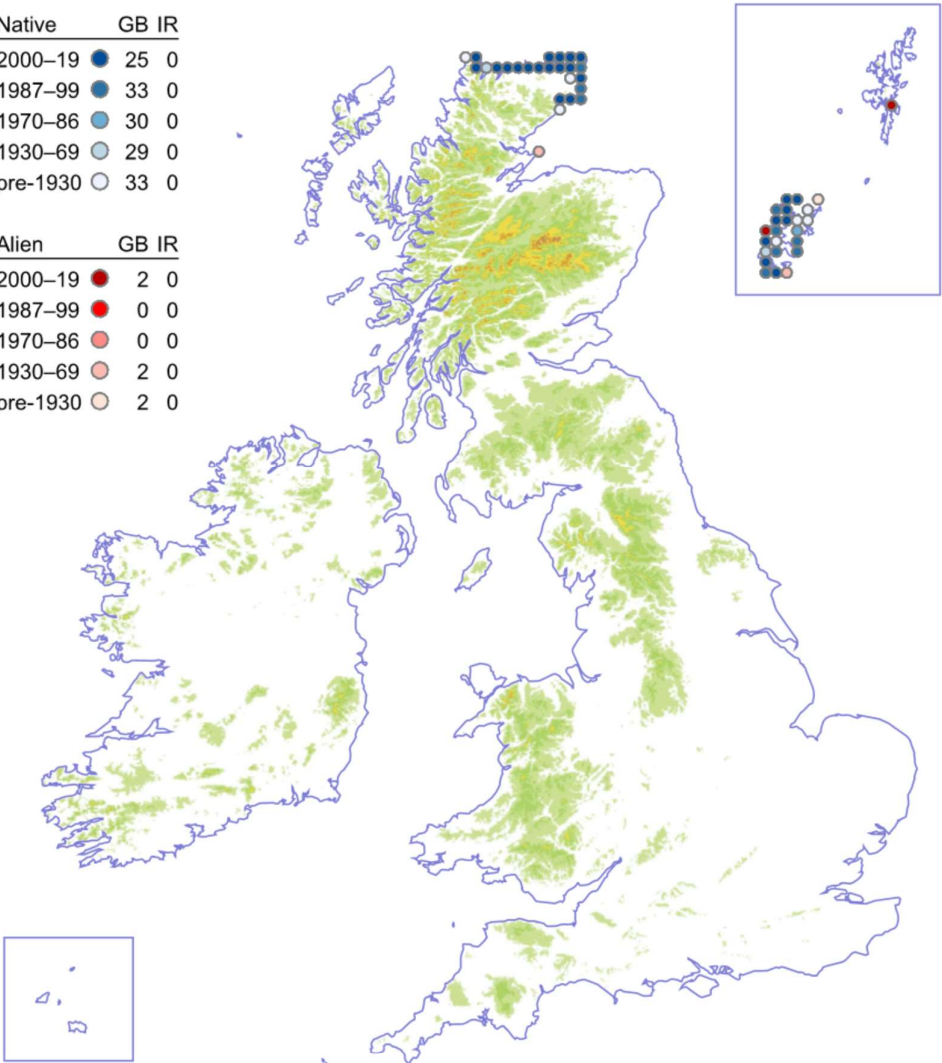 Native GB IR
2000–19 25 0
1987–99 33 0
1970–86 30 0
1930–69 29 0
pre-1930 33 0
Alien GB IR
2000–19 2 0
1987–99 0 0
1970–86 0 0
1930–69 2 0
pre-1930 2 0